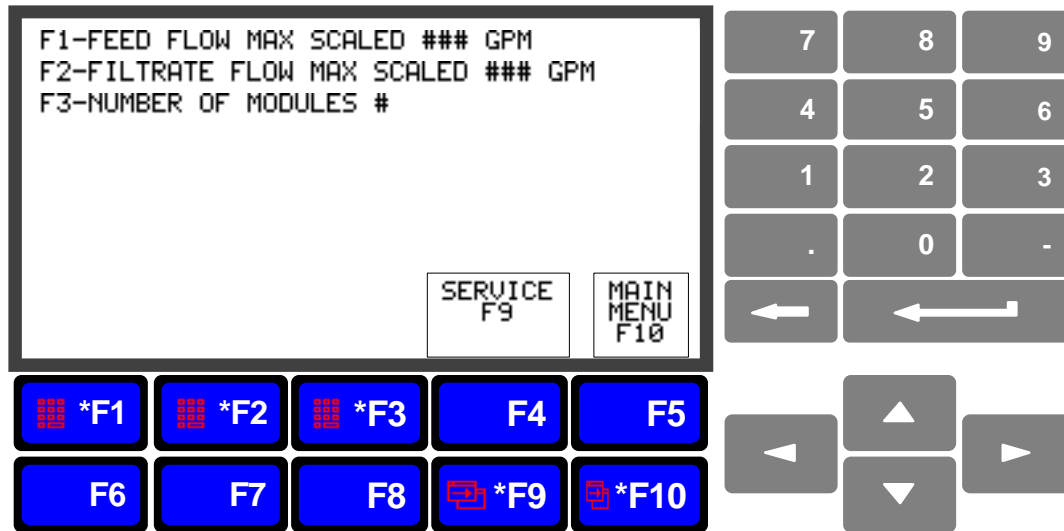 F1-FEED FLOW MAX SCALED ### GPM
F2-FILTRATE FLOW MAX SCALED ### GPM
F3-NUMBER OF MODULES #
SERVICE
F9
MAIN
MENU
F10
7 8 9
4 5 6
1 2 3
. 0 -
*F1 *F2 *F3 F4 F5
F6 F7 F8 *F9 *F10